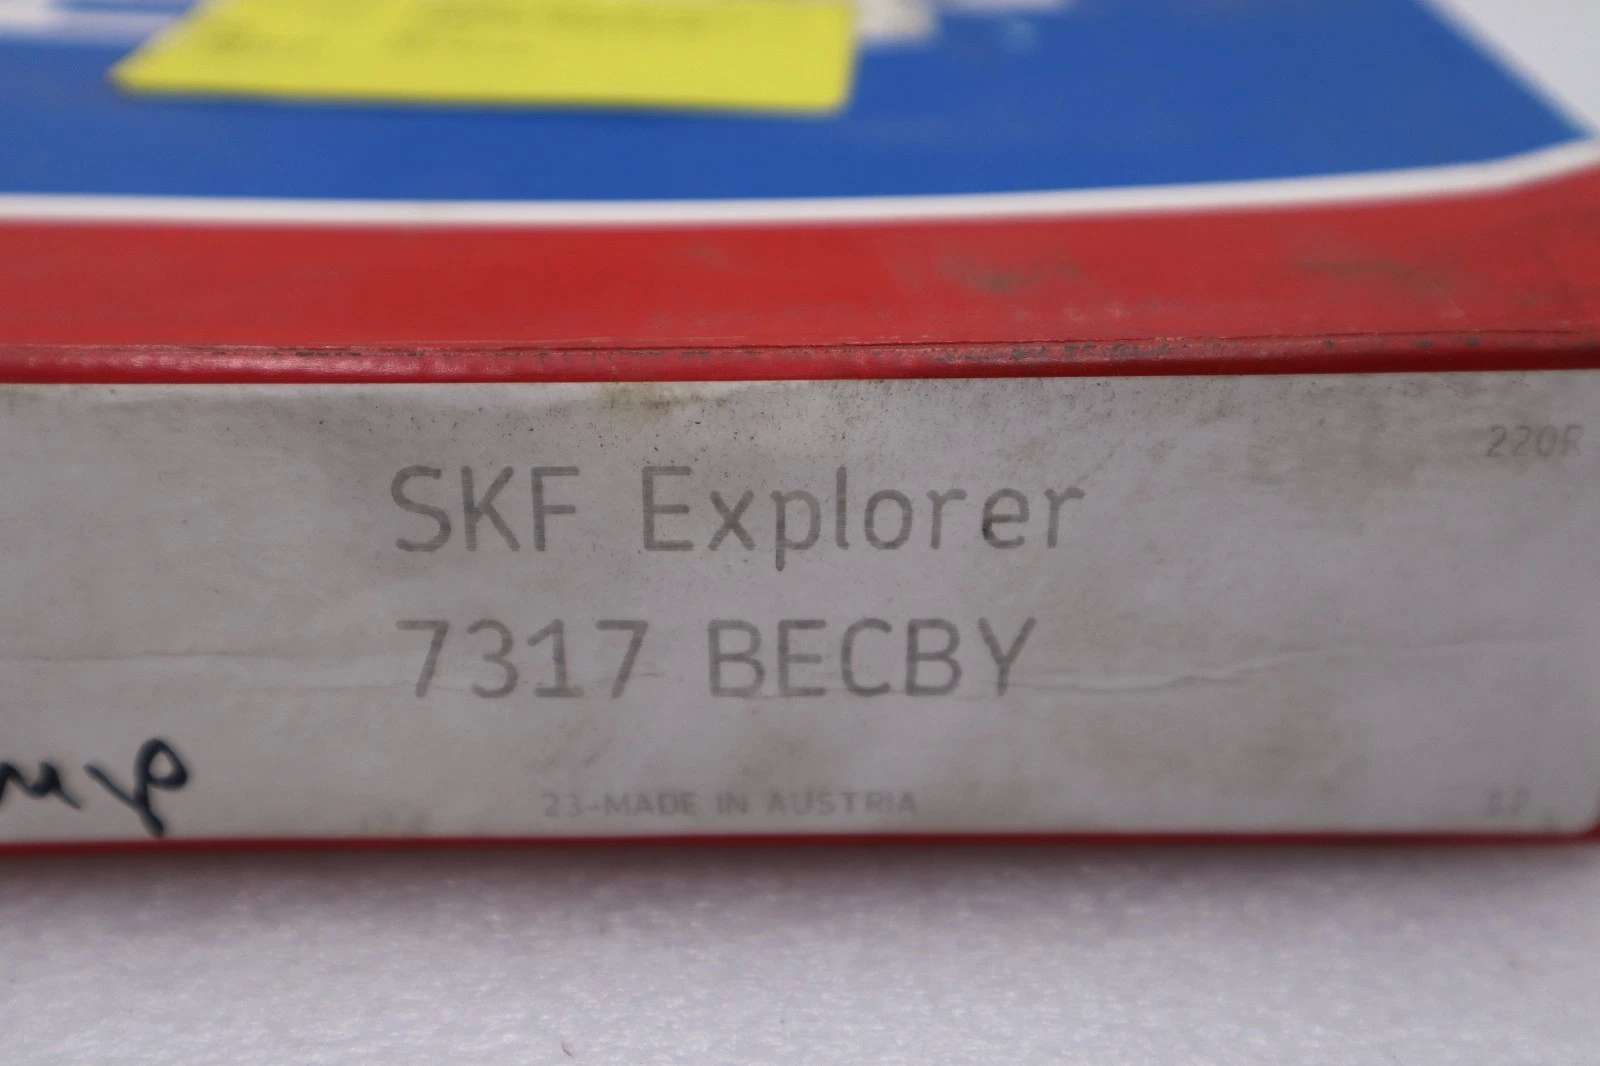 220R
SKF Explorer
7317 BECBY
23-MADE IN AUSTRIA